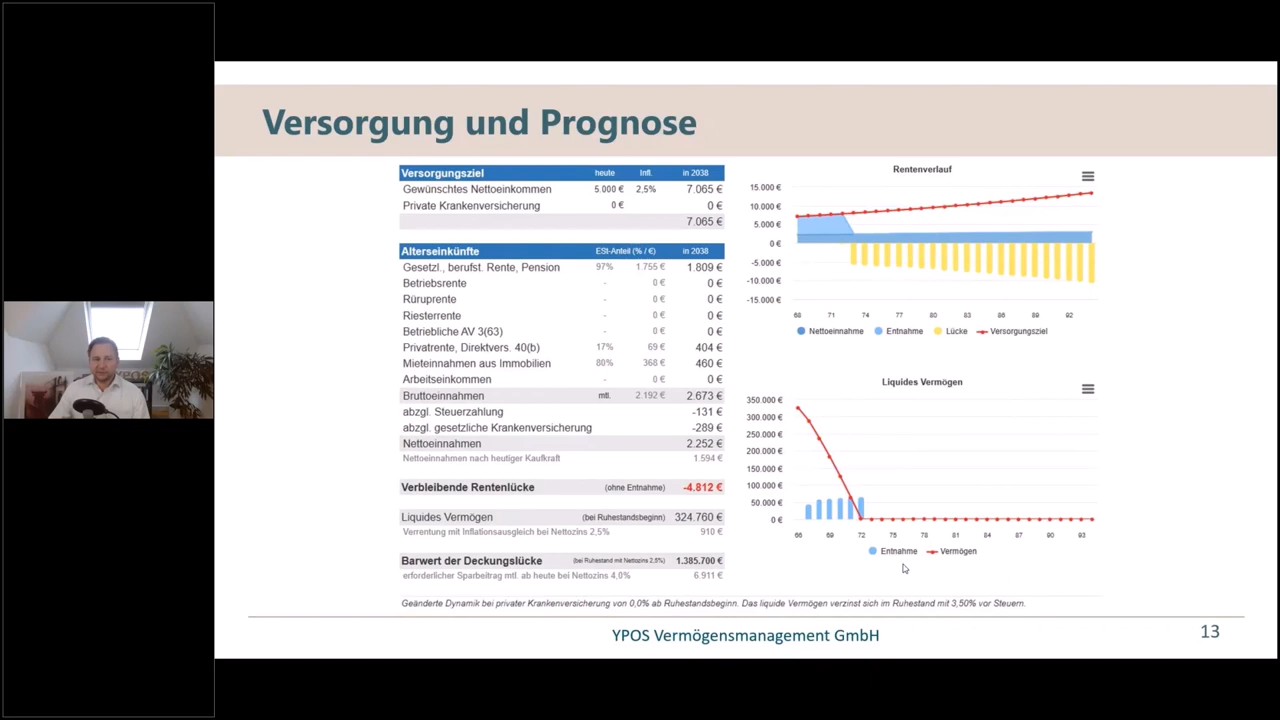 Versorgung und Prognose
Versorgungsziel heute Infl. in 2038
Gewünschtes Nettoeinkommen 5.000 € 2,5% 7.065 €
Private Krankenversicherung 0 € 0 €
7.065 €
Alterseinkünfte ESt-Anteil (% / €) in 2038
Gesetzl., berufst. Rente, Pension 97% 1.755 € 1.809 €
Betriebsrente - 0 € 0 €
Rüruprente - 0 € 0 €
Riesterrente - 0 € 0 €
Betriebliche AV 3(63) - 0 € 0 €
Privatrente, Direktvers. 40(b) 17% 69 € 404 €
Mieteinnahmen aus Immobilien 80% 368 € 460 €
Arbeitseinkommen - 0 € 0 €
Bruttoeinnahmen mtl. 2.192 € 2.673 €
abzgl. Steuerzahlung -131 €
abzgl. gesetzliche Krankenversicherung -289 €
Nettoeinnahmen 2.252 €
Nettoeinnahmen nach heutiger Kaufkraft 1.594 €
Verbleibende Rentenlücke (ohne Entnahme) -4.812 €
Liquides Vermögen (bei Ruhestandsbeginn) 324.760 €
Verrentung mit Inflationsausgleich bei Nettozins 2,5% 910 €
Barwert der Deckungslücke (bei Ruhestand mit Nettozins 2,5%) 1.385.700 €
erforderlicher Sparbeitrag mtl. ab heute bei Nettozins 4,0% 6.911 €
Rentenverlauf
15.000 €
10.000 €
5.000 €
0 €
-5.000 €
-10.000 €
-15.000 €
68 71 74 77 80 83 86 89 92
Nettoeinnahme Entnahme Lücke Versorgungsziel
Liquides Vermögen
350.000 €
300.000 €
250.000 €
200.000 €
150.000 €
100.000 €
50.000 €
0 €
66 69 72 75 78 81 84 87 90 93
Entnahme Vermögen
Geänderte Dynamik bei privater Krankenversicherung von 0,0% ab Ruhestandsbeginn. Das liquide Vermögen verzinst sich im Ruhestand mit 3,50% vor Steuern.
YPOS Vermögensmanagement GmbH
13